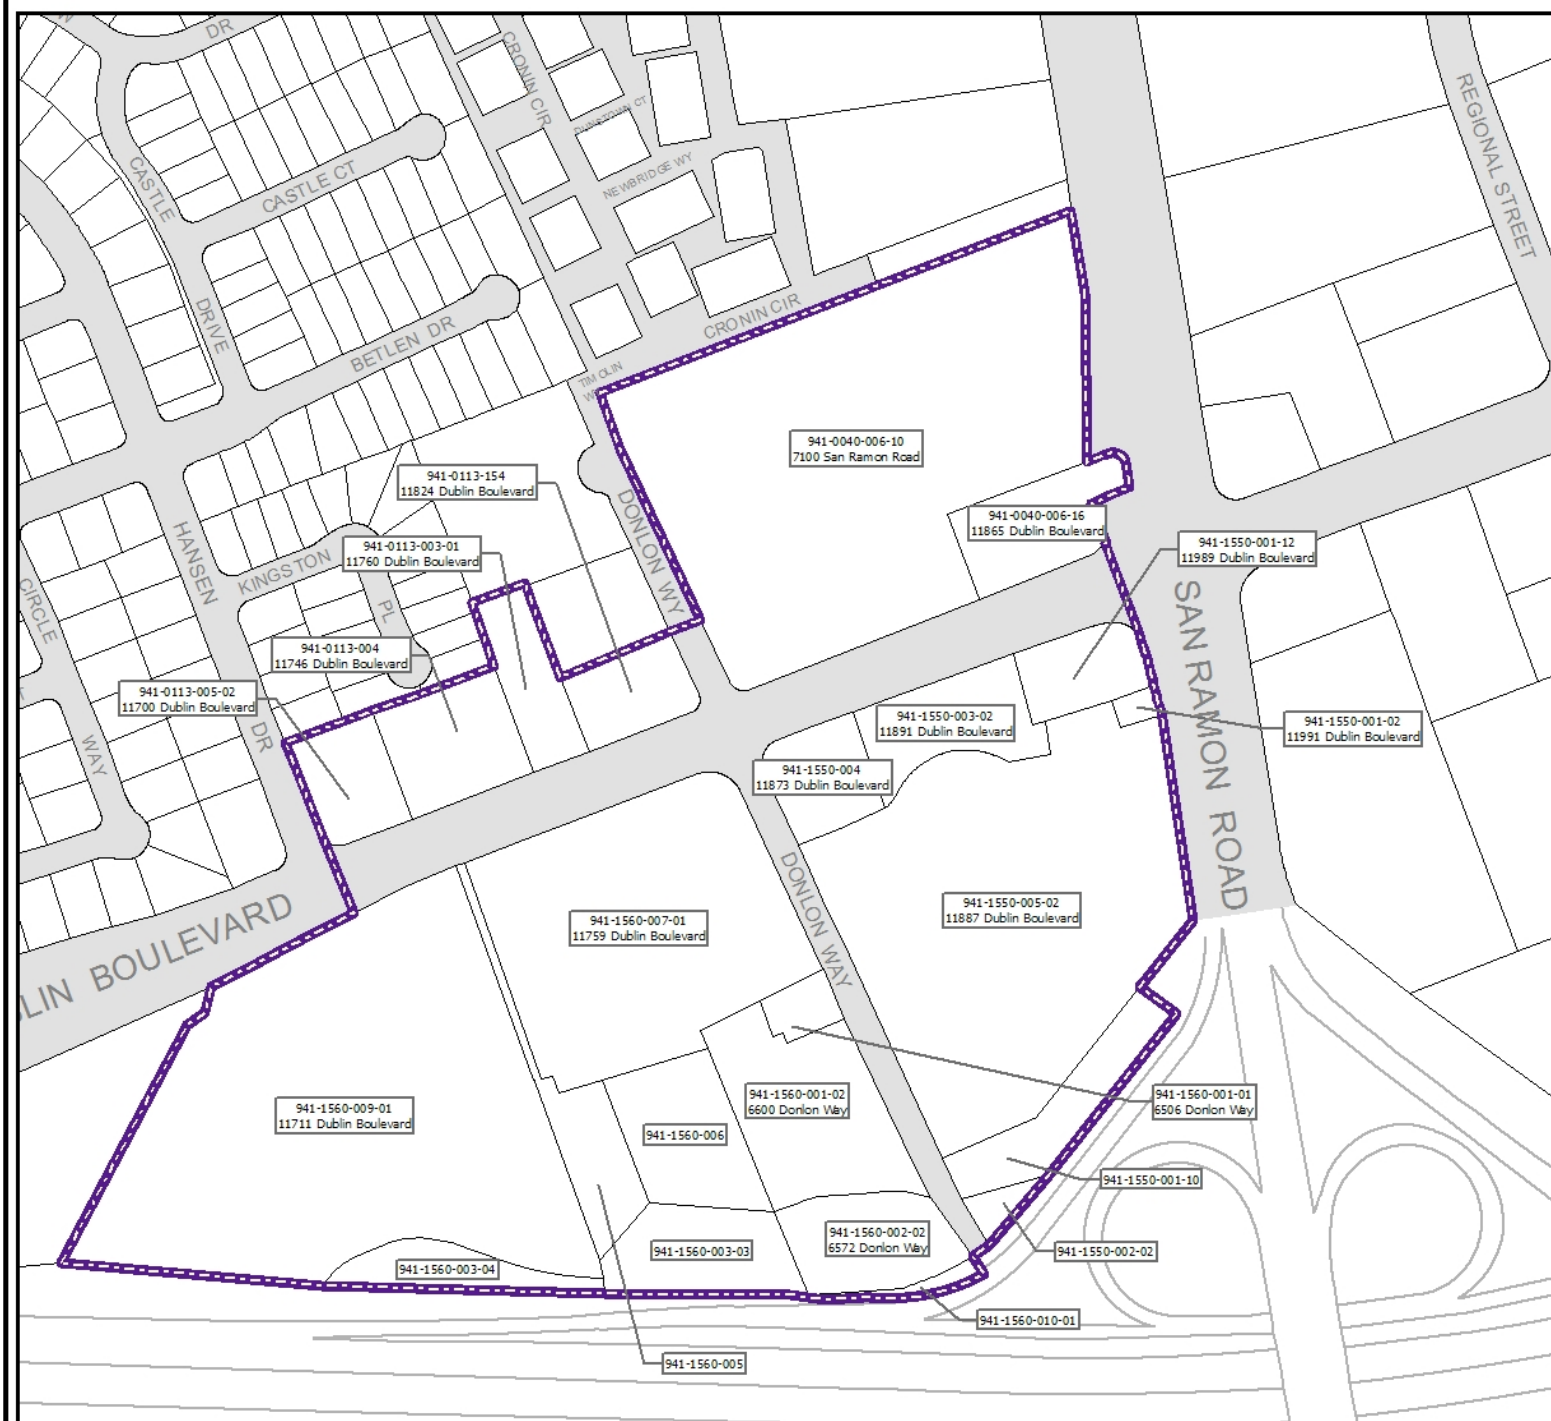 DR
CRONIN CIR
DUNSTOWN CT
NEWBRIDGE WY
REGIONAL STREET
CASTLE
CASTLE CT
DRIVE
BETLEN DR
CRONIN CIR
TIMOLIN
941-0040-006-10
7100 San Ramon Road
941-0113-154
11824 Dublin Boulevard
DONLON WY
941-0040-006-16
11865 Dublin Boulevard
941-1550-001-12
11989 Dublin Boulevard
941-0113-003-01
11760 Dublin Boulevard
HANSEN
KINGSTON
PL
CIRCLE
SAN RAMON ROAD
941-0113-004
11746 Dublin Boulevard
941-0113-005-02
11700 Dublin Boulevard
DR
WAY
941-1550-003-02
11891 Dublin Boulevard
941-1550-001-02
11991 Dublin Boulevard
941-1550-004
11873 Dublin Boulevard
DONLON WAY
LIN BOULEVARD
941-1560-007-01
11759 Dublin Boulevard
941-1550-005-02
11887 Dublin Boulevard
941-1560-009-01
11711 Dublin Boulevard
941-1560-001-02
6600 Donlon Way
941-1560-001-01
6506 Donlon Way
941-1560-006
941-1550-001-10
941-1560-002-02
6572 Donlon Way
941-1560-003-03
941-1550-002-02
941-1560-003-04
941-1560-010-01
941-1560-005